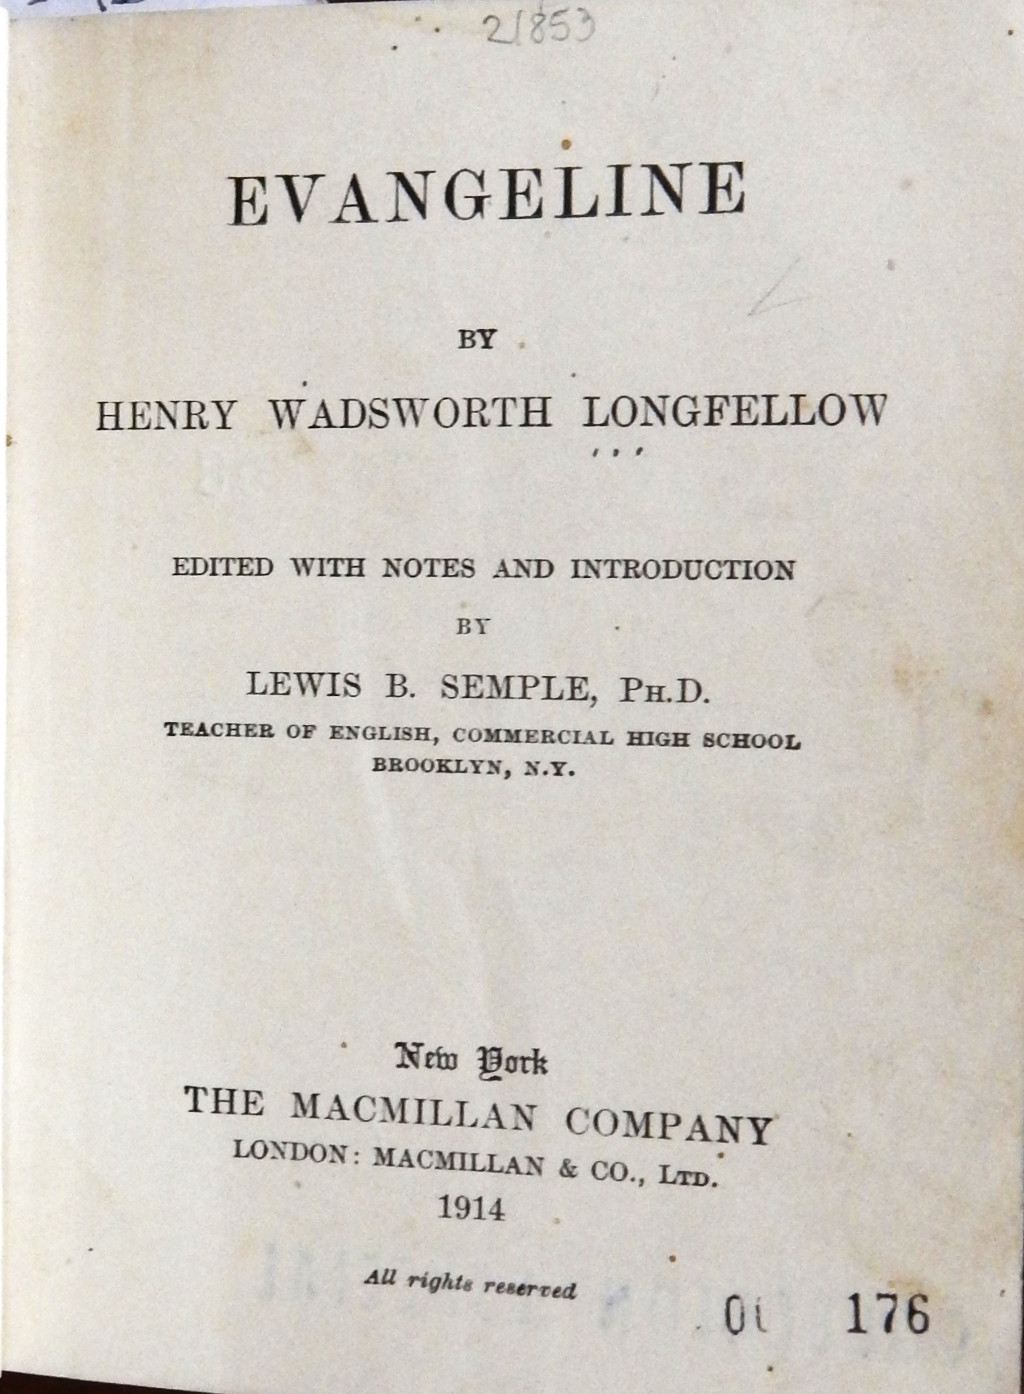 21853
EVANGELINE
BY
HENRY WADSWORTH LONGFELLOW
EDITED WITH NOTES AND INTRODUCTION
BY
LEWIS B. SEMPLE, PH.D.
TEACHER OF ENGLISH, COMMERCIAL HIGH SCHOOL
BROOKLYN, N.Y.
New York
THE MACMILLAN COMPANY
LONDON: MACMILLAN & CO., LTD.
1914
All rights reserved
176